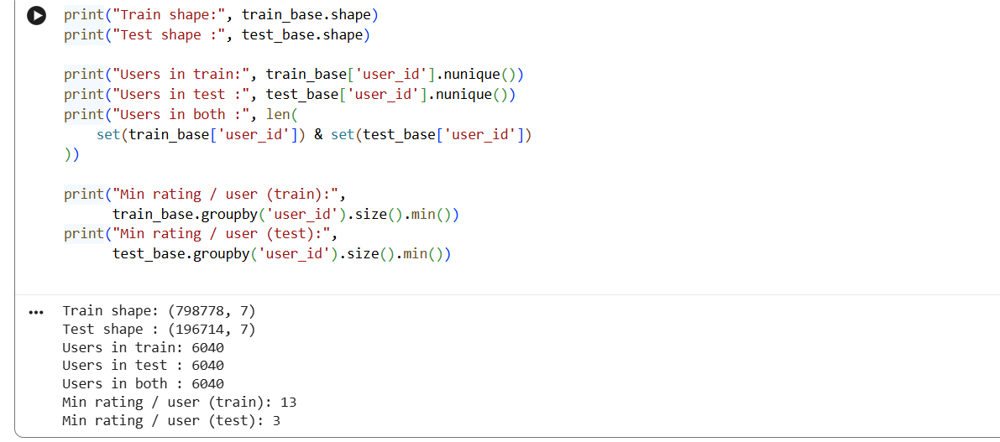 print("Train shape:", train_base.shape)
print("Test shape :", test_base.shape)
print("Users in train:", train_base['user_id'].nunique())
print("Users in test :", test_base['user_id'].nunique())
print("Users in both :", len(
    set(train_base['user_id']) & set(test_base['user_id'])
))
print("Min rating / user (train):",
      train_base.groupby('user_id').size().min())
print("Min rating / user (test):",
      test_base.groupby('user_id').size().min())
Train shape: (798778, 7)
Test shape : (196714, 7)
Users in train: 6040
Users in test : 6040
Users in both : 6040
Min rating / user (train): 13
Min rating / user (test): 3